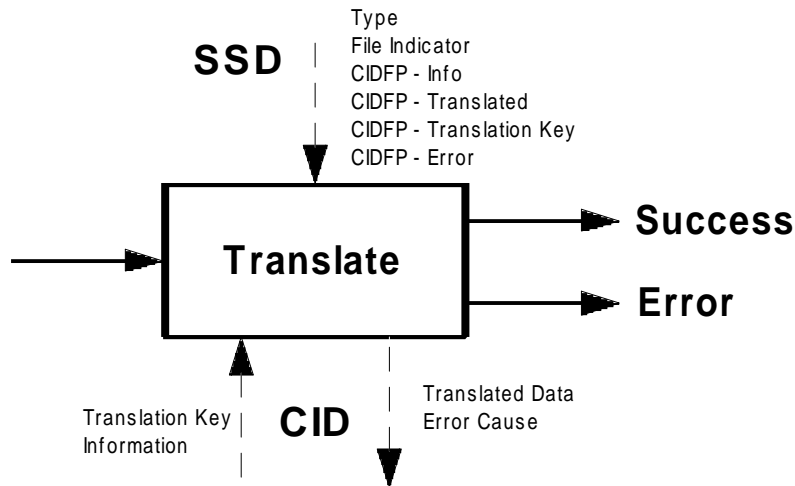 Type
File Indicator
SSD
CIDFP - Info
CIDFP - Translated
CIDFP - Translation Key
CIDFP - Error
Success
Translate
Error
Translation Key
Information
CID
Translated Data
Error Cause